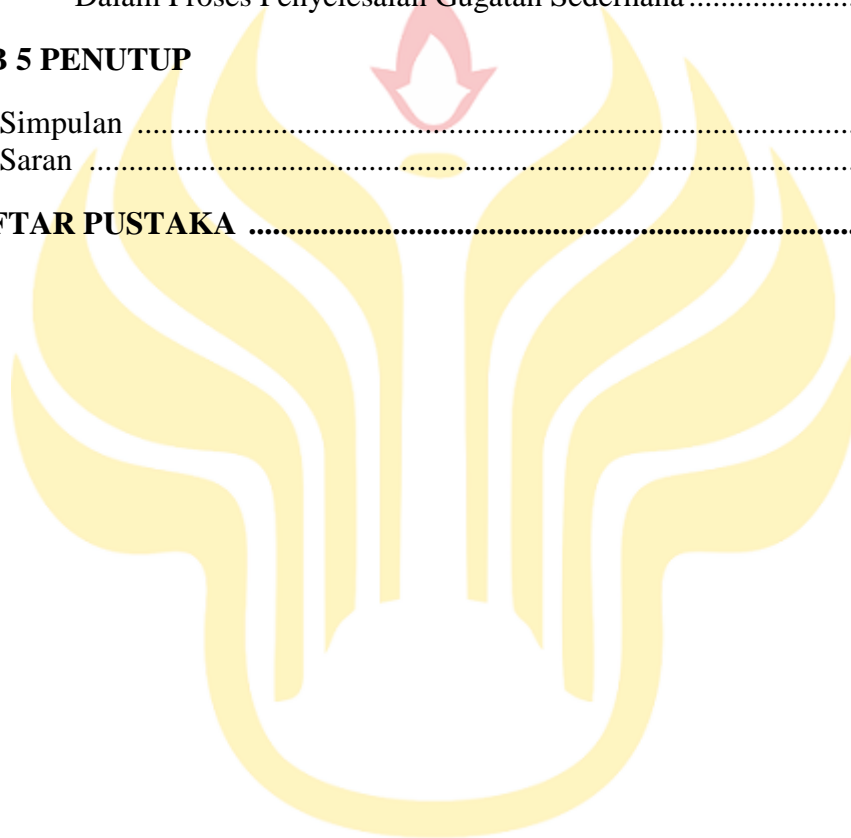 Dalam Proses Penyelesaian Gugatan Sederhana ....................
B 5 PENUTUP
Simpulan ....................................................................................................
Saran ..........................................................................................................
FTAR PUSTAKA ............................................................................